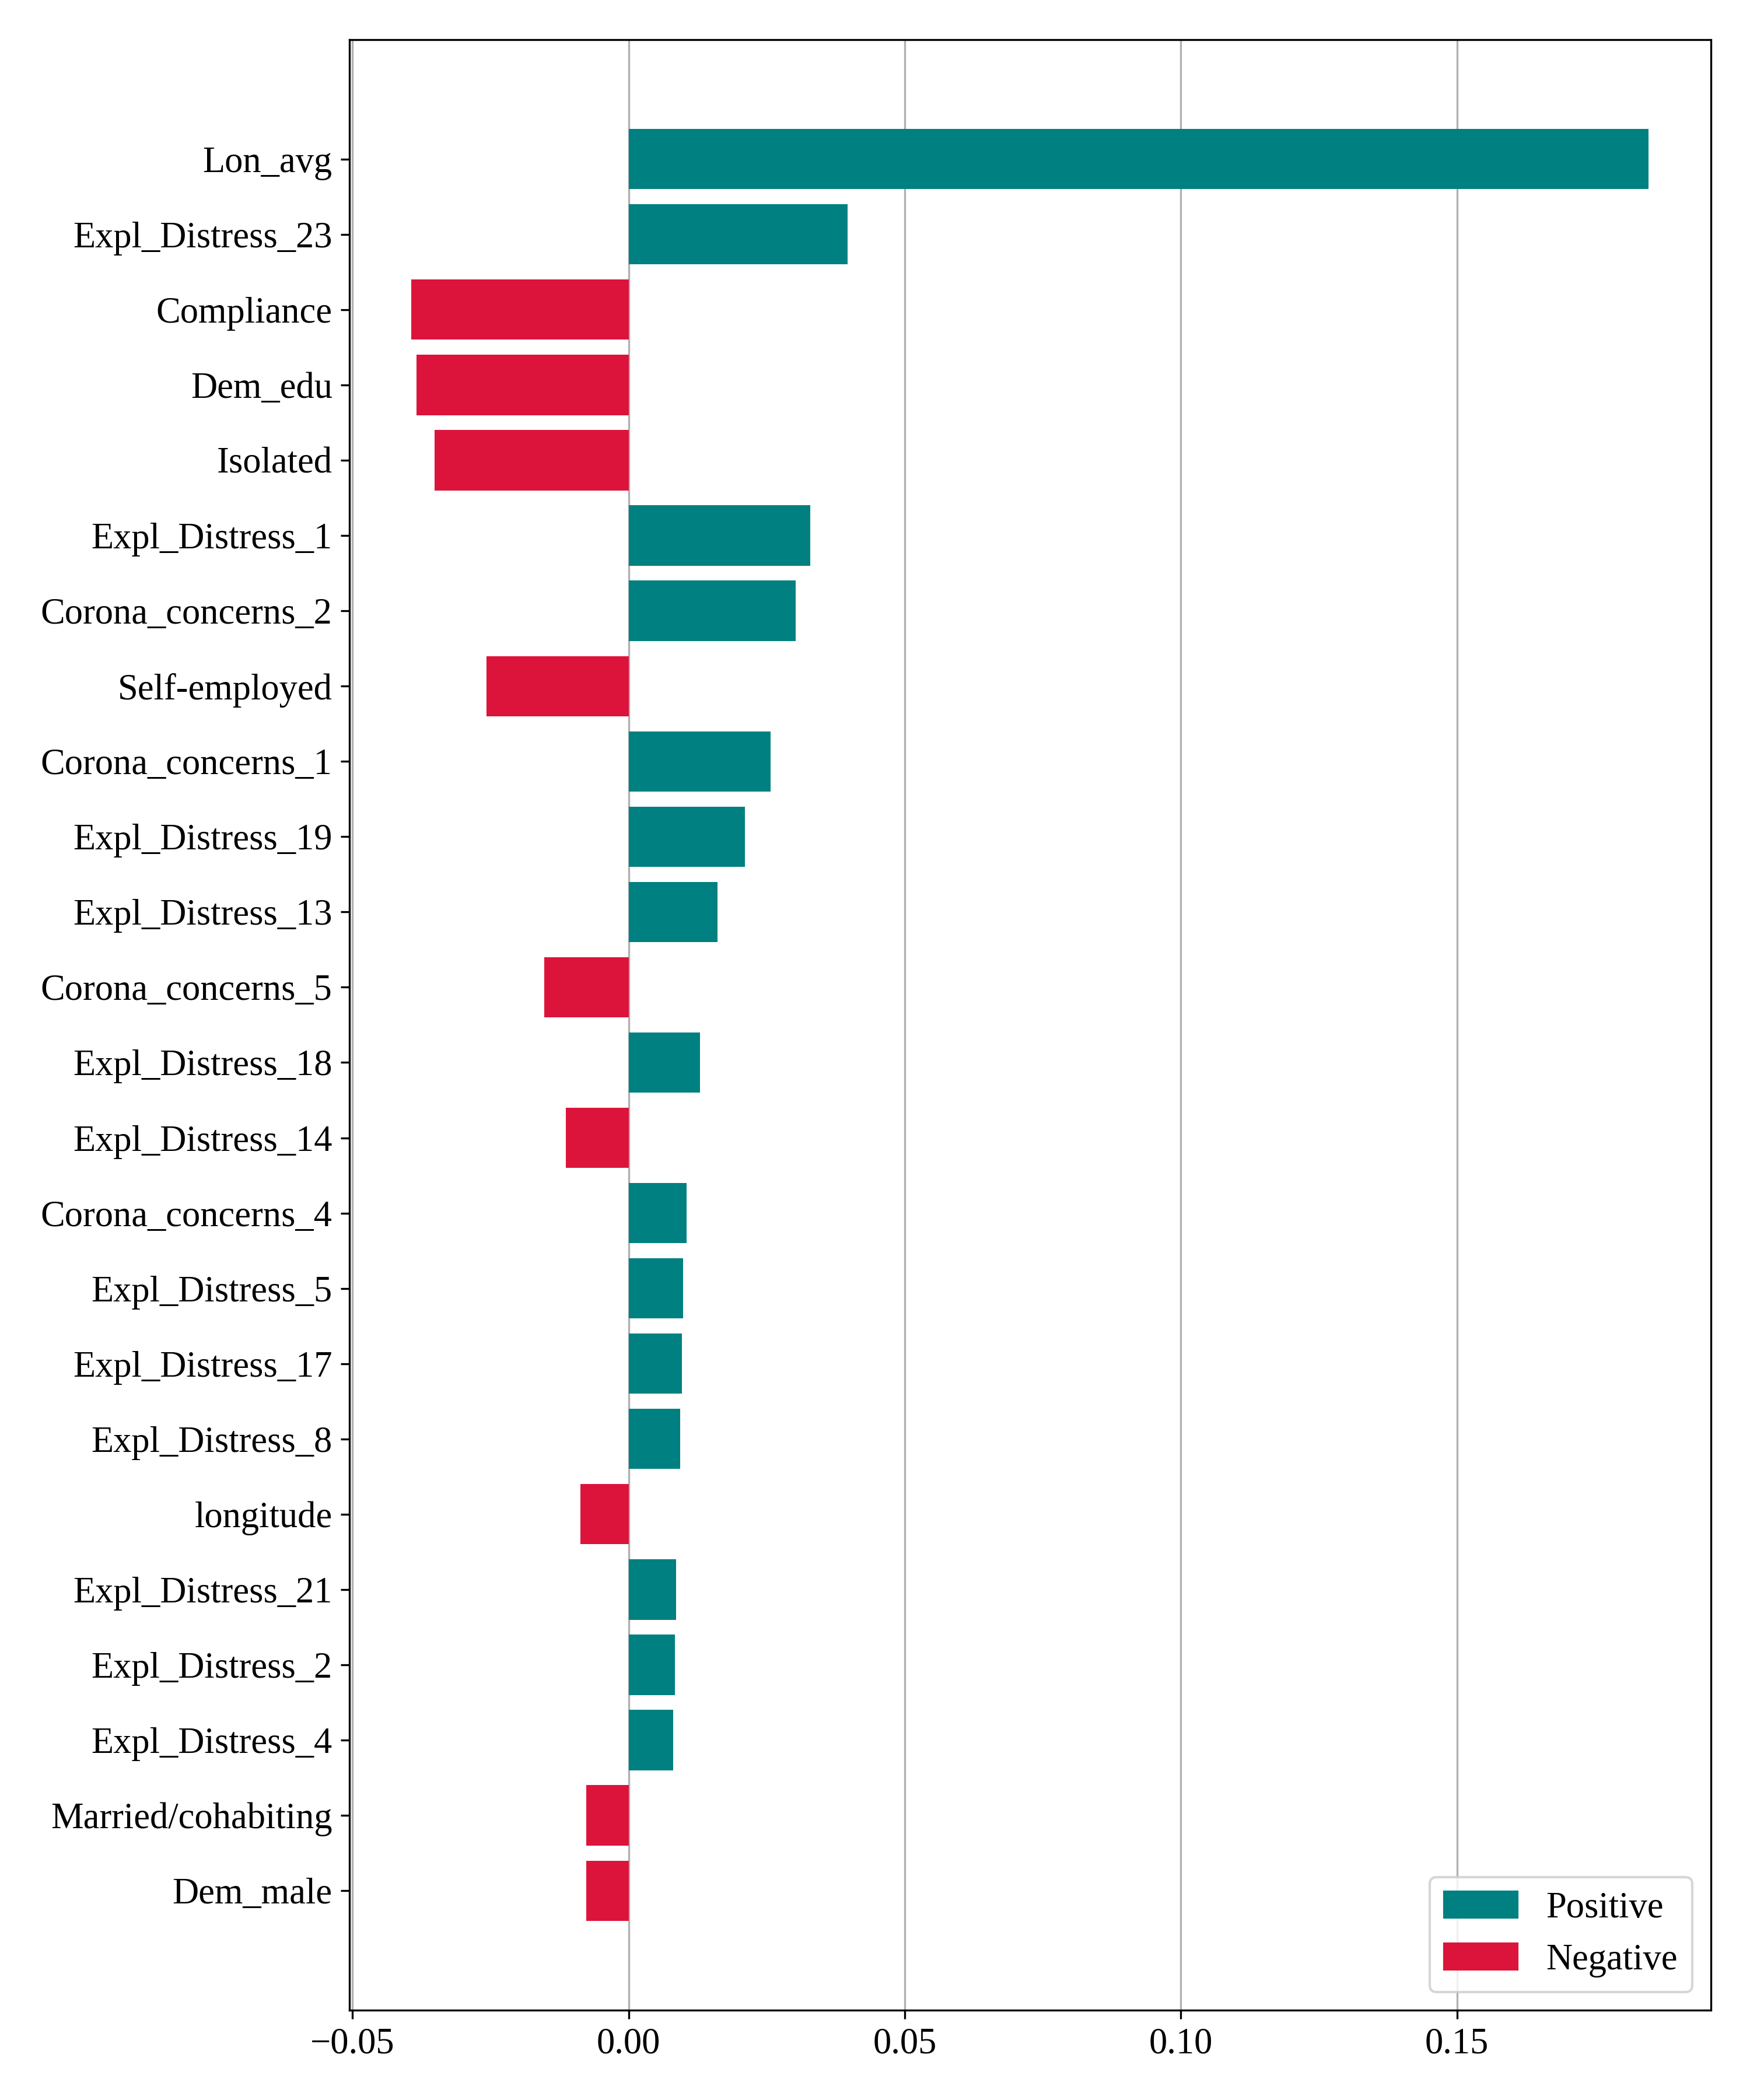 Lon_avg
Expl_Distress_23
Compliance
Dem_edu
Isolated
Expl_Distress_1
Corona_concerns_2
Self-employed
Corona_concerns_1
Expl_Distress_19
Expl_Distress_13
Corona_concerns_5
Expl_Distress_18
Expl_Distress_14
Corona_concerns_4
Expl_Distress_5
Expl_Distress_17
Expl_Distress_8
longitude
Expl_Distress_21
Expl_Distress_2
Expl_Distress_4
Married/cohabiting
Dem_male
Positive
Negative
−0.05 0.00 0.05 0.10 0.15